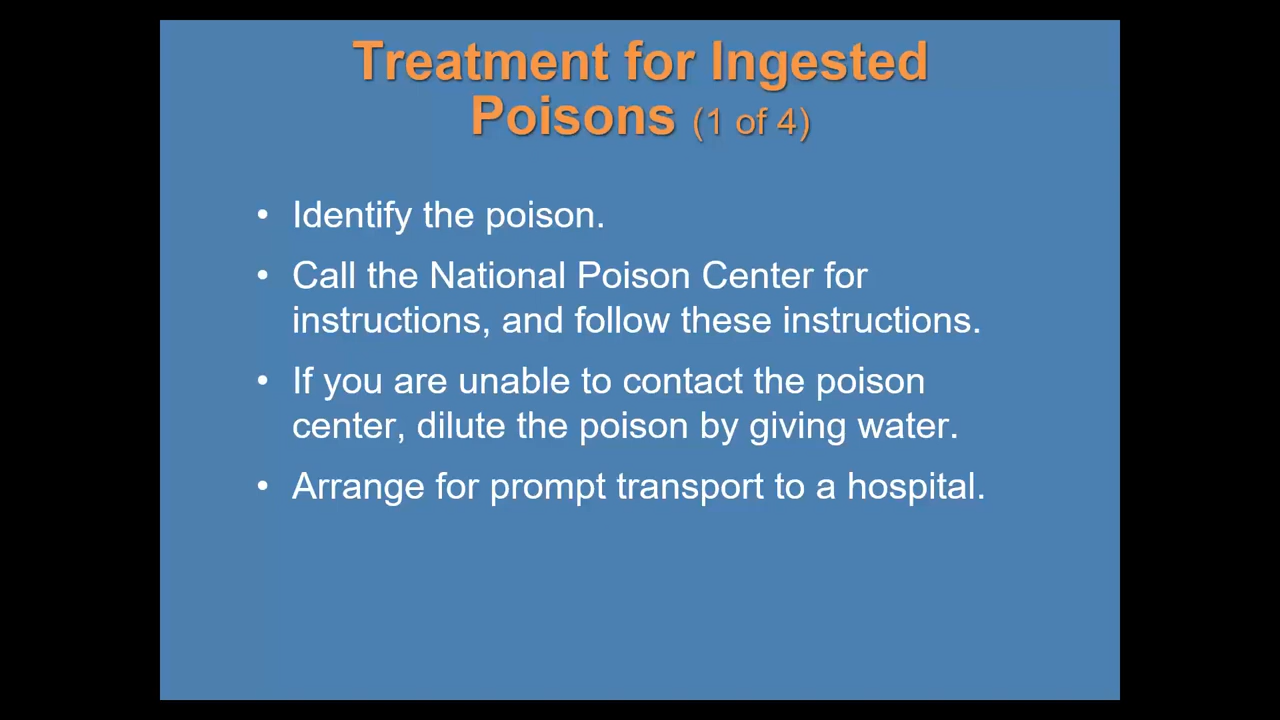 Treatment for Ingested
Poisons (1 of 4)
• Identify the poison.
• Call the National Poison Center for
instructions, and follow these instructions.
• If you are unable to contact the poison
center, dilute the poison by giving water.
• Arrange for prompt transport to a hospital.